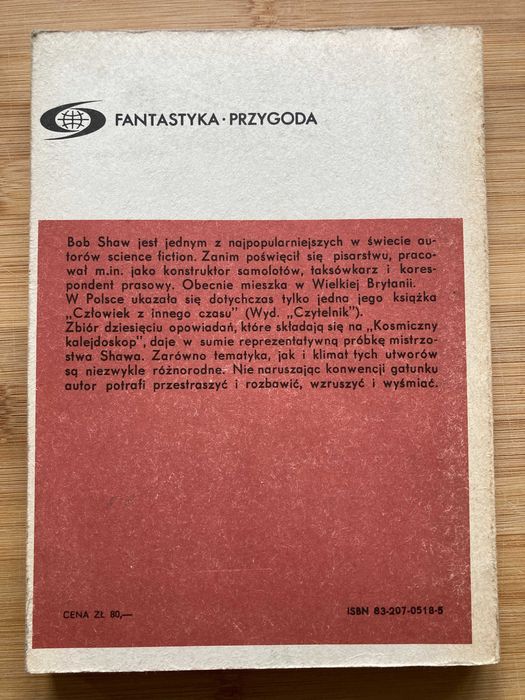 FANTASTYKA · PRZYGODA
Bob Shaw jest jednym z najpopularniejszych w świecie au-
torów science fiction. Zanim poświęcił się pisarstwu, praco-
wał m.in. jako konstruktor samolotów, taksówkarz i kores-
pondent prasowy. Obecnie mieszka w Wielkiej Brytanii.
W Polsce ukazała się dotychczas tylko jedna jego książka
„Człowiek z innego czasu" (Wyd. „Czytelnik").
Zbiór dziesięciu opowiadań, które składają się na „Kosmiczny
kalejdoskop", daje w sumie reprezentatywną próbkę mistrzo-
stwa Shawa. Zarówno tematyka, jak i klimat tych utworów
są niezwykle różnorodne. Nie naruszając konwencji gatunku
autor potrafi przestraszyć i rozbawić, wzruszyć i wyśmiać.
CENA ZŁ 80,—
ISBN 83-207-0518-5